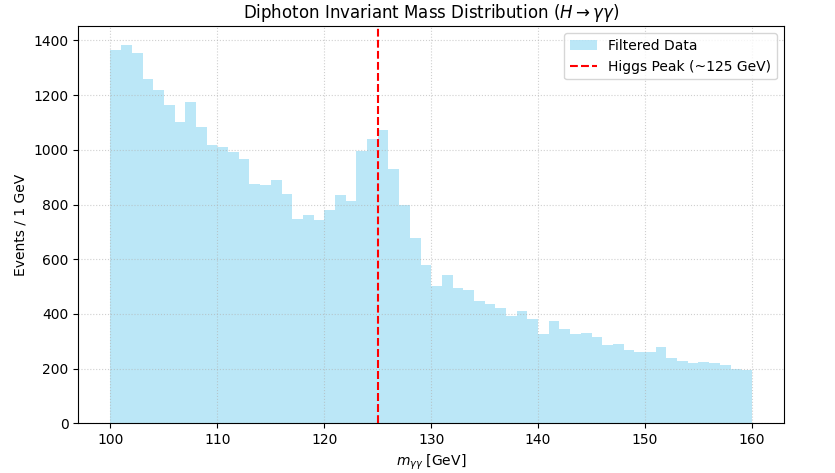 Diphoton Invariant Mass Distribution (H → γγ)
Filtered Data
Higgs Peak (~125 GeV)
Events / 1 GeV
1400
1200
1000
800
600
400
200
0
100 110 120 130 140 150 160
mγγ [GeV]